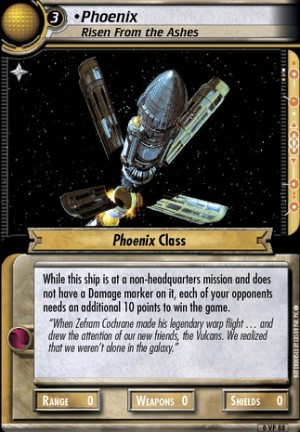 3 •Phoenix
Risen From the Ashes
Phoenix Class
While this ship is at a non-headquarters mission and does
not have a Damage marker on it, each of your opponents
needs an additional 10 points to win the game.
"When Zefram Cochrane made his legendary warp flight ... and
drew the attention of our new friends, the Vulcans. We realized
that we weren't alone in the galaxy."
RANGE 0 WEAPONS 0 SHIELDS 0
0 VP 88